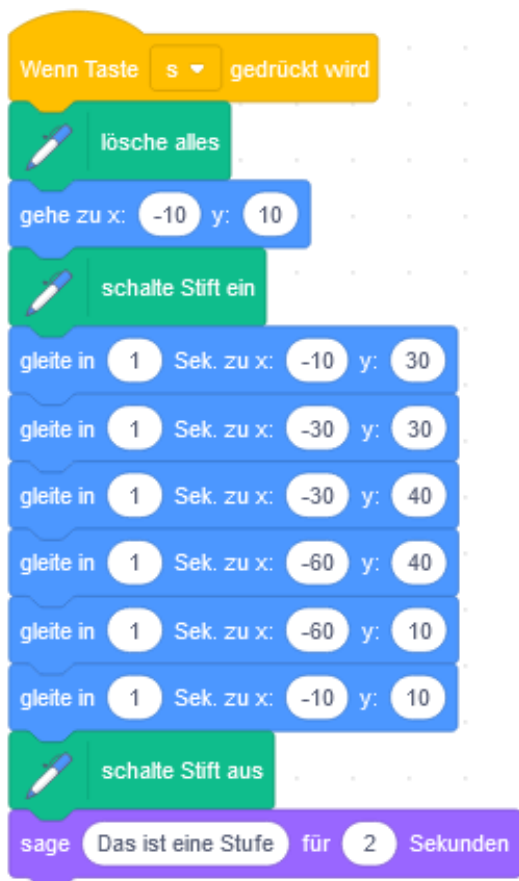 Wenn Taste s gedrückt wird
lösche alles
gehe zu x: -10 y: 10
schalte Stift ein
gleite in 1 Sek. zu x: -10 y: 30
gleite in 1 Sek. zu x: -30 y: 30
gleite in 1 Sek. zu x: -30 y: 40
gleite in 1 Sek. zu x: -60 y: 40
gleite in 1 Sek. zu x: -60 y: 10
gleite in 1 Sek. zu x: -10 y: 10
schalte Stift aus
sage Das ist eine Stufe für 2 Sekunden